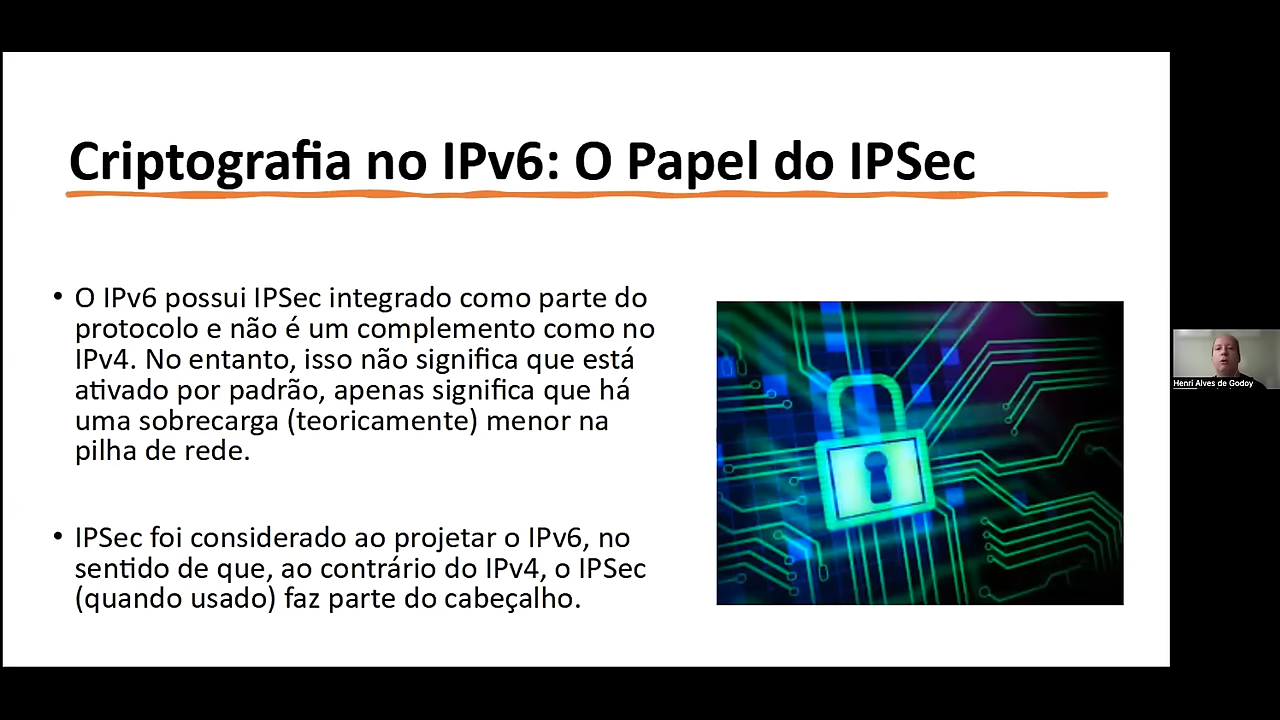 Criptografia no IPv6: O Papel do IPSec
• O IPv6 possui IPSec integrado como parte do
protocolo e não é um complemento como no
IPv4. No entanto, isso não significa que está
ativado por padrão, apenas significa que há
uma sobrecarga (teoricamente) menor na
pilha de rede.
• IPSec foi considerado ao projetar o IPv6, no
sentido de que, ao contrário do IPv4, o IPSec
(quando usado) faz parte do cabeçalho.
Henri Alves de Godoy